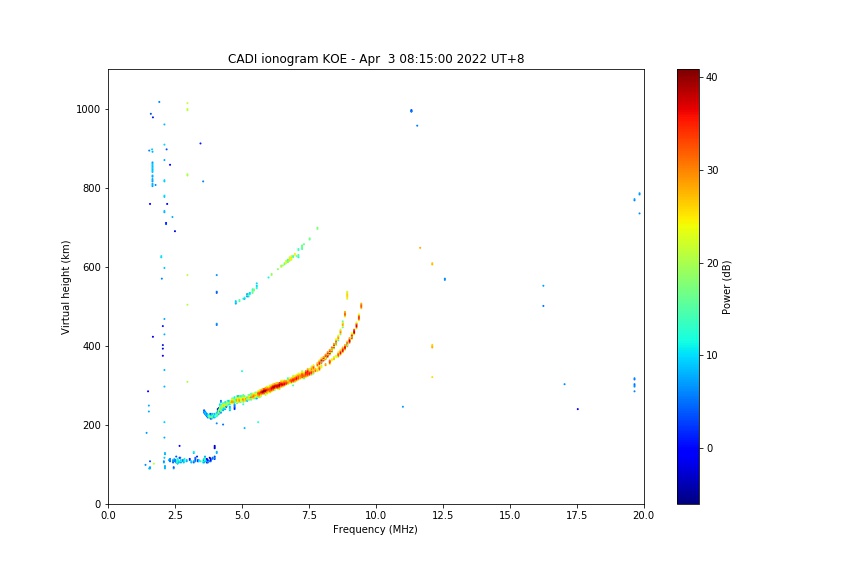 CADI ionogram KOE - Apr  3 08:15:00 2022 UT+8
Virtual height (km)
1000
800
600
400
200
0
0.0 2.5 5.0 7.5 10.0 12.5 15.0 17.5 20.0
Frequency (MHz)
40
30
20
10
0
Power (dB)